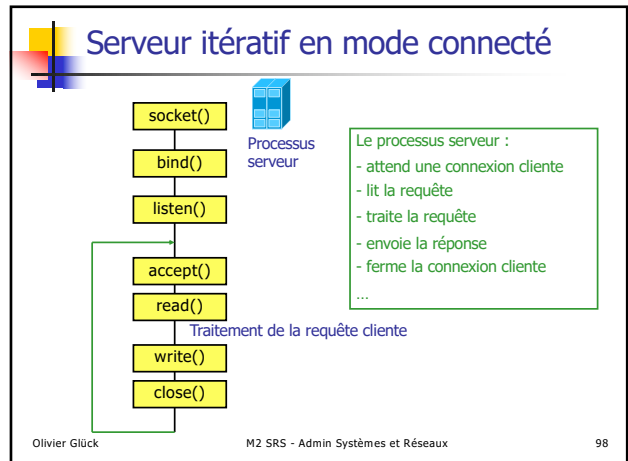 Serveur itératif en mode connecté
socket()
bind()
listen()
accept()
read()
Traitement de la requête cliente
write()
close()
Processus
serveur
Le processus serveur :
- attend une connexion cliente
- lit la requête
- traite la requête
- envoie la réponse
- ferme la connexion cliente
...
Olivier Glück
M2 SRS - Admin Systèmes et Réseaux
98